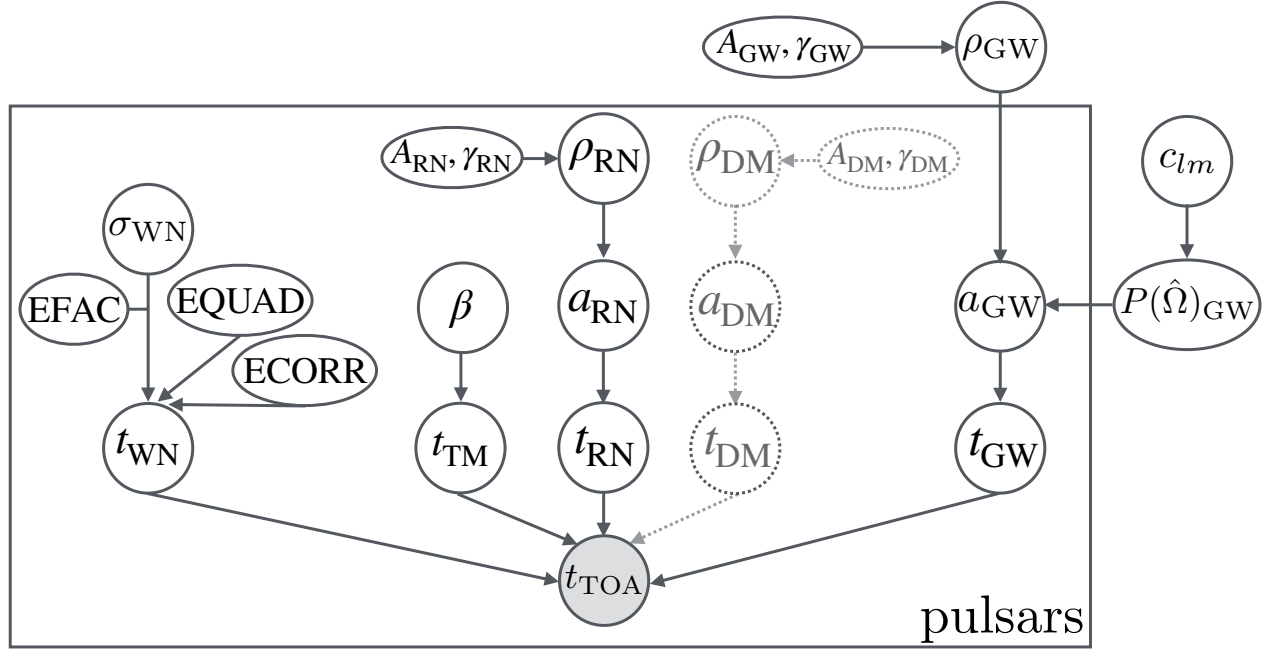 A_GW, γ_GW
ρ_GW
A_RN, γ_RN
ρ_RN
ρ_DM
A_DM, γ_DM
c_lm
σ_WN
EFAC
EQUAD
ECORR
β
a_RN
a_DM
a_GW
P(Ω̂)_GW
t_WN
t_TM
t_RN
t_DM
t_GW
t_TOA
pulsars